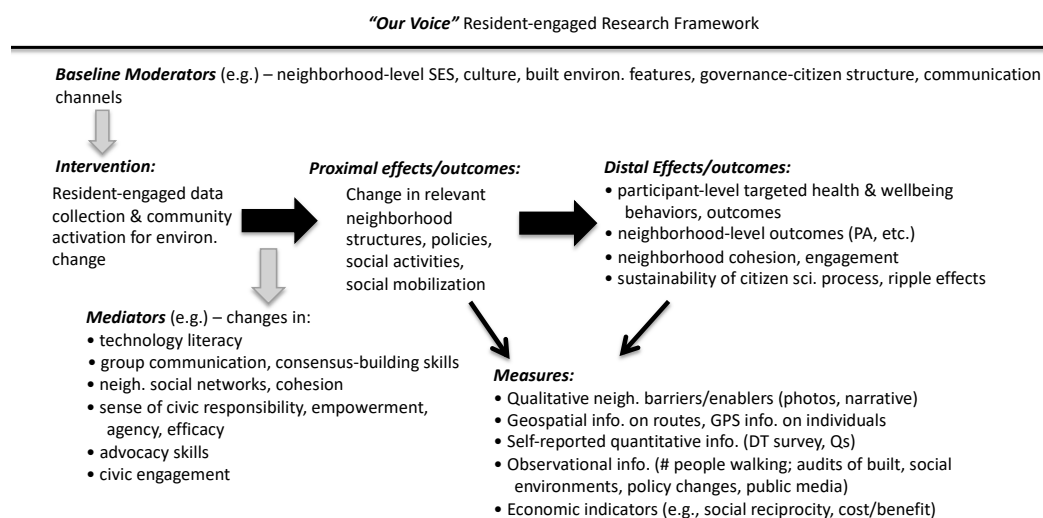 “Our Voice” Resident-engaged Research Framework
Baseline Moderators (e.g.) – neighborhood-level SES, culture, built environ. features, governance-citizen structure, communication
channels
Intervention:
Resident-engaged data
collection & community
activation for environ.
change
Proximal effects/outcomes:
Change in relevant
neighborhood
structures, policies,
social activities,
social mobilization
Distal Effects/outcomes:
• participant-level targeted health & wellbeing
behaviors, outcomes
• neighborhood-level outcomes (PA, etc.)
• neighborhood cohesion, engagement
• sustainability of citizen sci. process, ripple effects
Mediators (e.g.) – changes in:
• technology literacy
• group communication, consensus-building skills
• neigh. social networks, cohesion
• sense of civic responsibility, empowerment,
agency, efficacy
• advocacy skills
• civic engagement
Measures:
• Qualitative neigh. barriers/enablers (photos, narrative)
• Geospatial info. on routes, GPS info. on individuals
• Self-reported quantitative info. (DT survey, Qs)
• Observational info. (# people walking; audits of built, social
environments, policy changes, public media)
• Economic indicators (e.g., social reciprocity, cost/benefit)